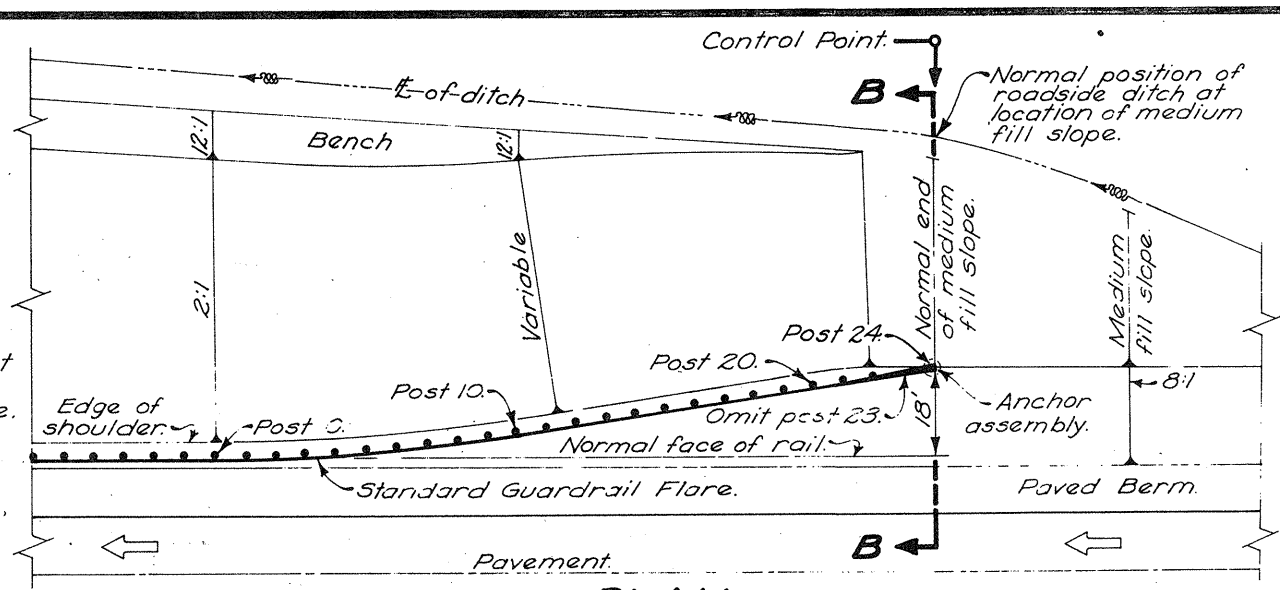 Control Point.
B
Normal position of
roadside ditch at
location of medium
fill slope.
℄ of ditch
12:1
Bench
12:1
Normal end
of medium
fill slope.
Medium
fill slope.
2:1
Variable
Post 24.
Post 20.
Post 10.
8:1
Edge of
shoulder.
Post 0.
Omit post 23.
18'
Anchor
assembly.
Normal face of rail.
Standard Guardrail Flare.
Paved Berm.
B
Pavement.